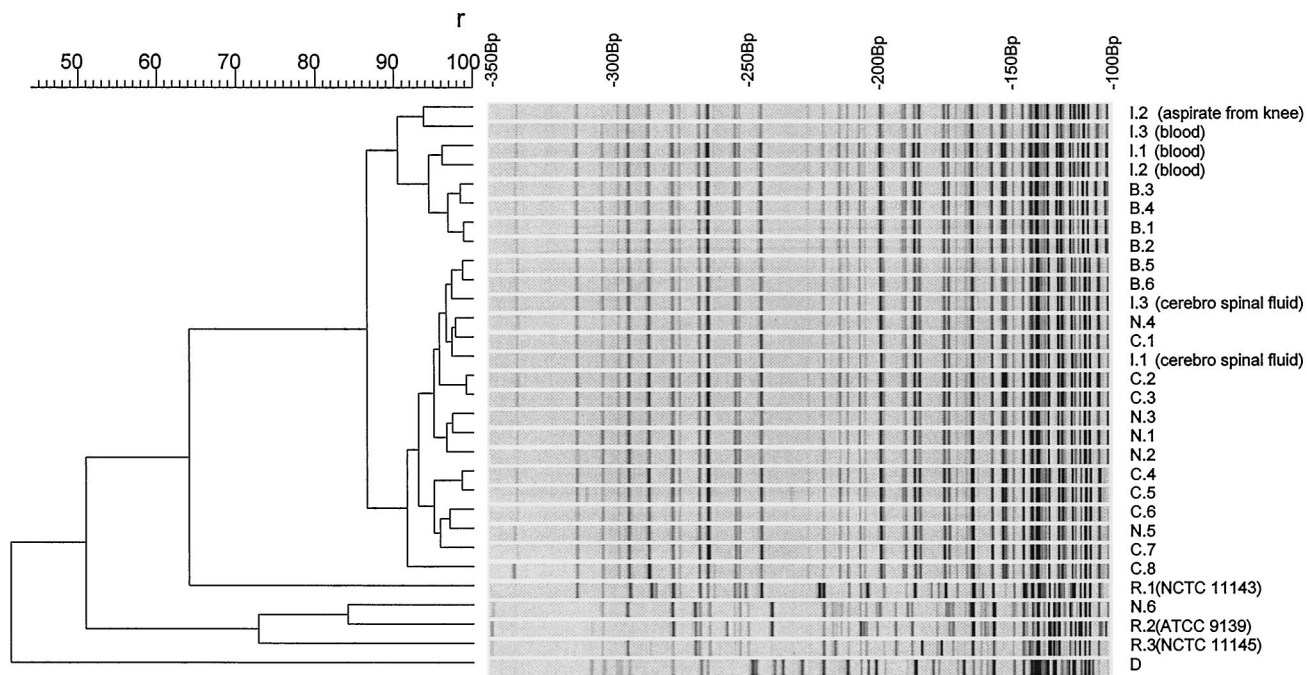 r
50 60 70 80 90 100
-350Bp -300Bp -250Bp -200Bp -150Bp -100Bp
I.2 (aspirate from knee)
I.3 (blood)
I.1 (blood)
I.2 (blood)
B.3
B.4
B.1
B.2
B.5
B.6
I.3 (cerebro spinal fluid)
N.4
C.1
I.1 (cerebro spinal fluid)
C.2
C.3
N.3
N.1
N.2
C.4
C.5
C.6
N.5
C.7
C.8
R.1(NCTC 11143)
N.6
R.2(ATCC 9139)
R.3(NCTC 11145)
D